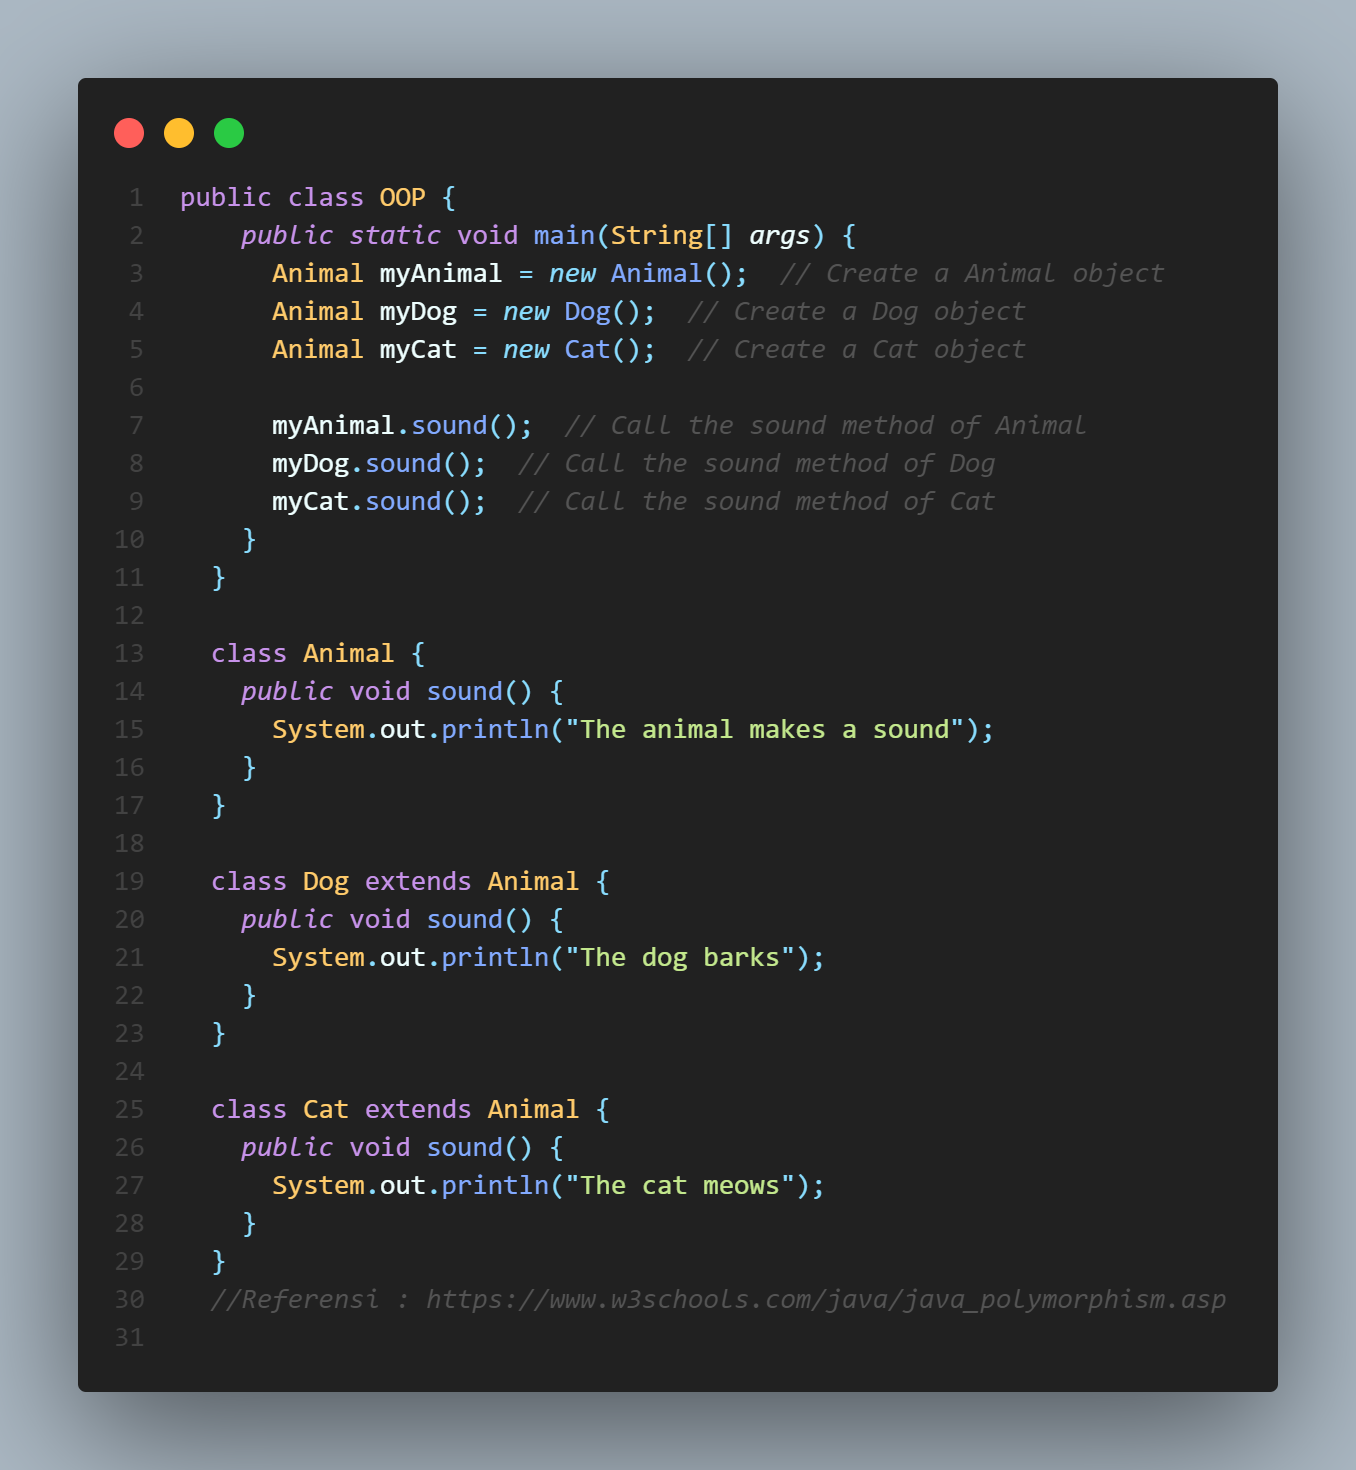 1 public class OOP {
2 public static void main(String[] args) {
3 Animal myAnimal = new Animal(); // Create a Animal object
4 Animal myDog = new Dog(); // Create a Dog object
5 Animal myCat = new Cat(); // Create a Cat object
6
7 myAnimal.sound(); // Call the sound method of Animal
8 myDog.sound(); // Call the sound method of Dog
9 myCat.sound(); // Call the sound method of Cat
10 }
11 }
12
13 class Animal {
14 public void sound() {
15 System.out.println("The animal makes a sound");
16 }
17 }
18
19 class Dog extends Animal {
20 public void sound() {
21 System.out.println("The dog barks");
22 }
23 }
24
25 class Cat extends Animal {
26 public void sound() {
27 System.out.println("The cat meows");
28 }
29 }
30 //Referensi : https://www.w3schools.com/java/java_polymorphism.asp
31